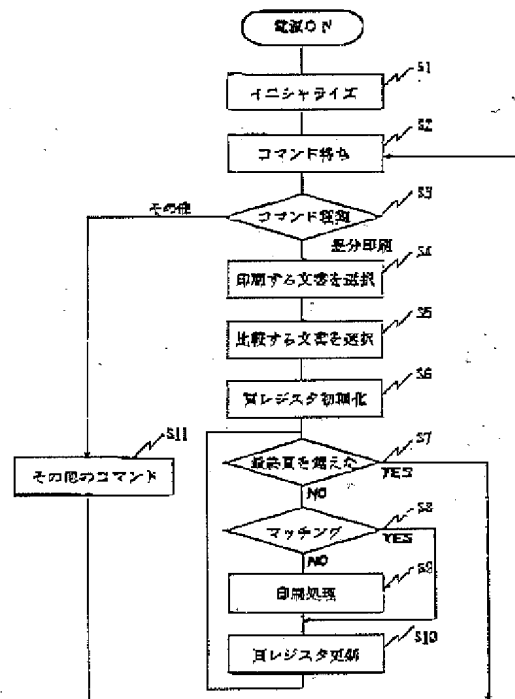 電源ON
S1
イニシャライズ
S2
コマンド待ち
S3
コマンド種類
その他
差分印刷
S4
印刷する文書を選択
S5
比較する文書を選択
S6
頁レジスタ初期化
S7
最終頁を超えた
YES
NO
S8
マッチング
YES
NO
S9
印刷処理
S10
頁レジスタ更新
S11
その他のコマンド